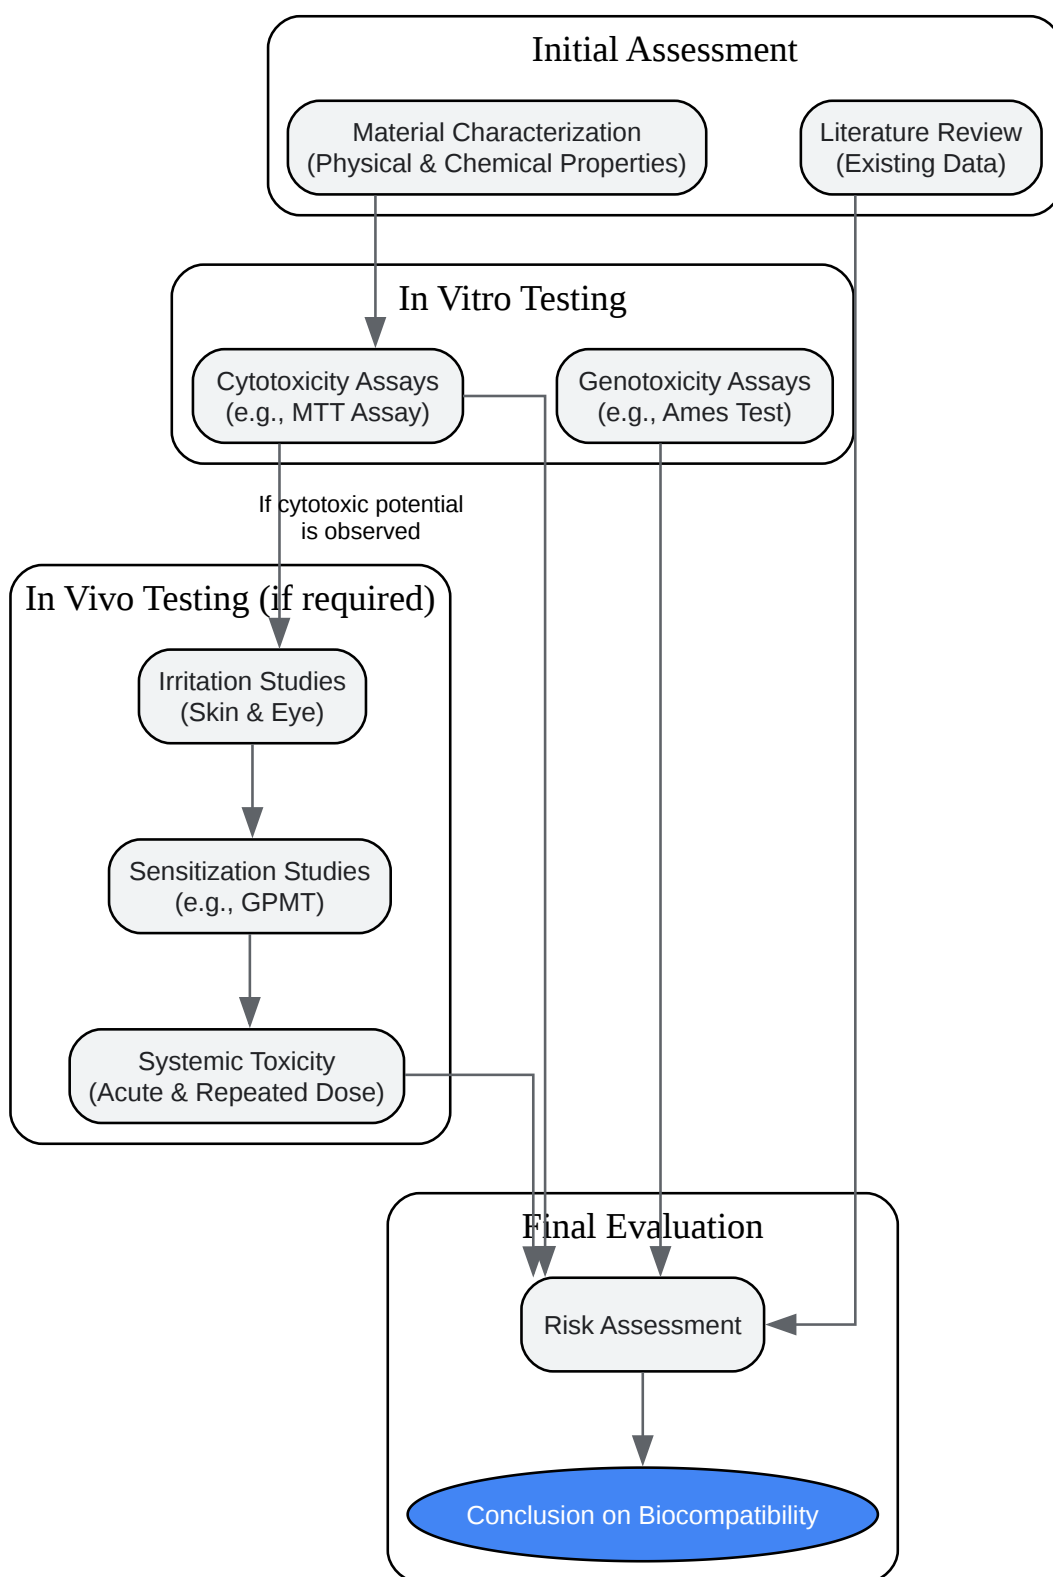 Initial Assessment
Material Characterization
(Physical & Chemical Properties)
Literature Review
(Existing Data)
In Vitro Testing
Cytotoxicity Assays
(e.g., MTT Assay)
Genotoxicity Assays
(e.g., Ames Test)
If cytotoxic potential
is observed
In Vivo Testing (if required)
Irritation Studies
(Skin & Eye)
Sensitization Studies
(e.g., GPMT)
Systemic Toxicity
(Acute & Repeated Dose)
Final Evaluation
Risk Assessment
Conclusion on Biocompatibility